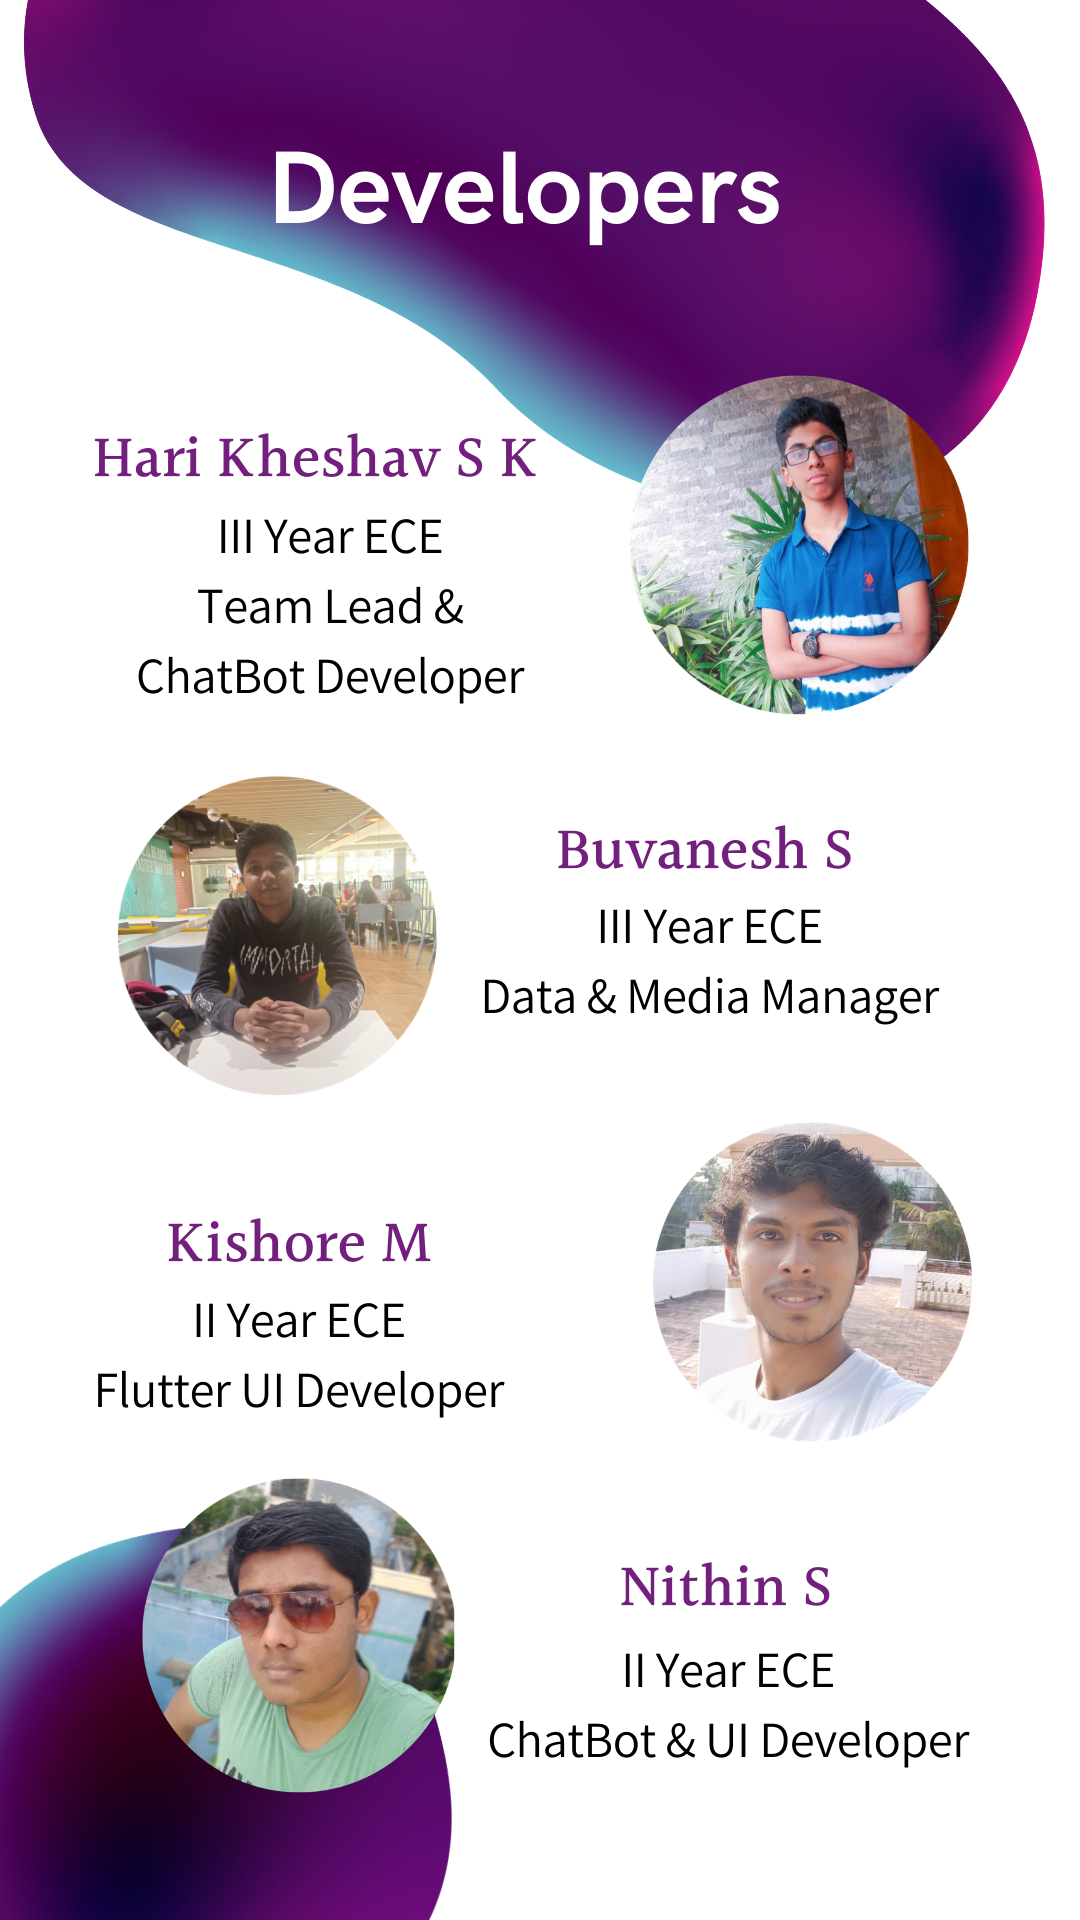 Developers
Hari Kheshav S K
III Year ECE
Team Lead &
ChatBot Developer
IMMORTAL
Buvanesh S
III Year ECE
Data & Media Manager
Kishore M
II Year ECE
Flutter UI Developer
Nithin S
II Year ECE
ChatBot & UI Developer